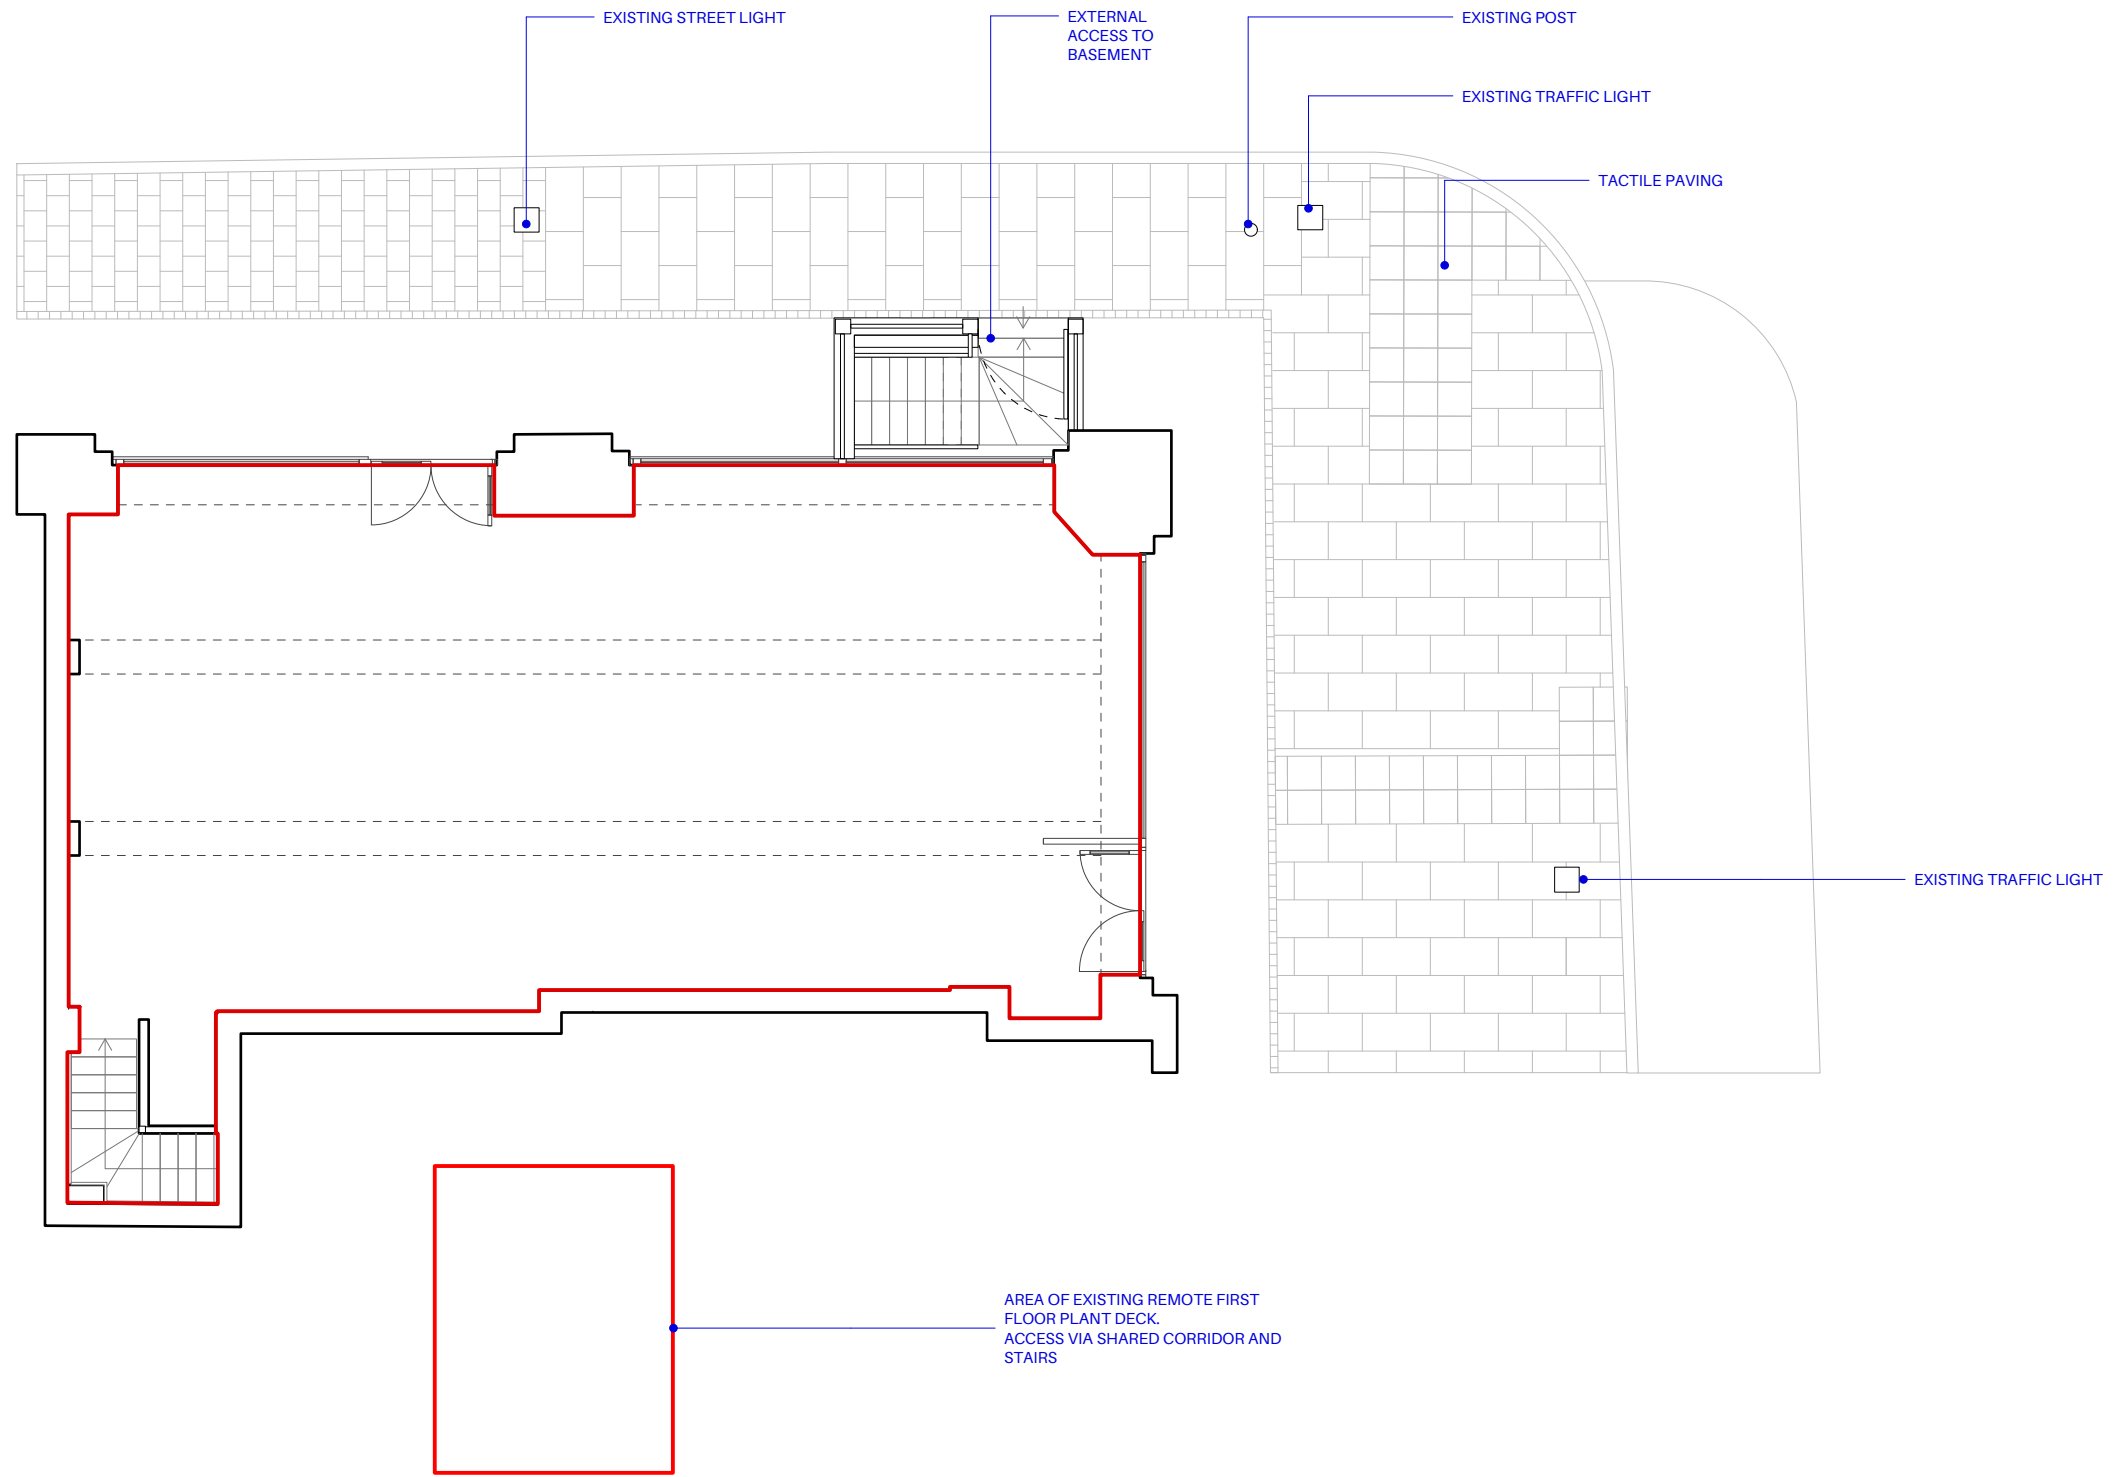 EXISTING STREET LIGHT
EXTERNAL
ACCESS TO
BASEMENT
EXISTING POST
EXISTING TRAFFIC LIGHT
TACTILE PAVING
EXISTING TRAFFIC LIGHT
AREA OF EXISTING REMOTE FIRST
FLOOR PLANT DECK.
ACCESS VIA SHARED CORRIDOR AND
STAIRS